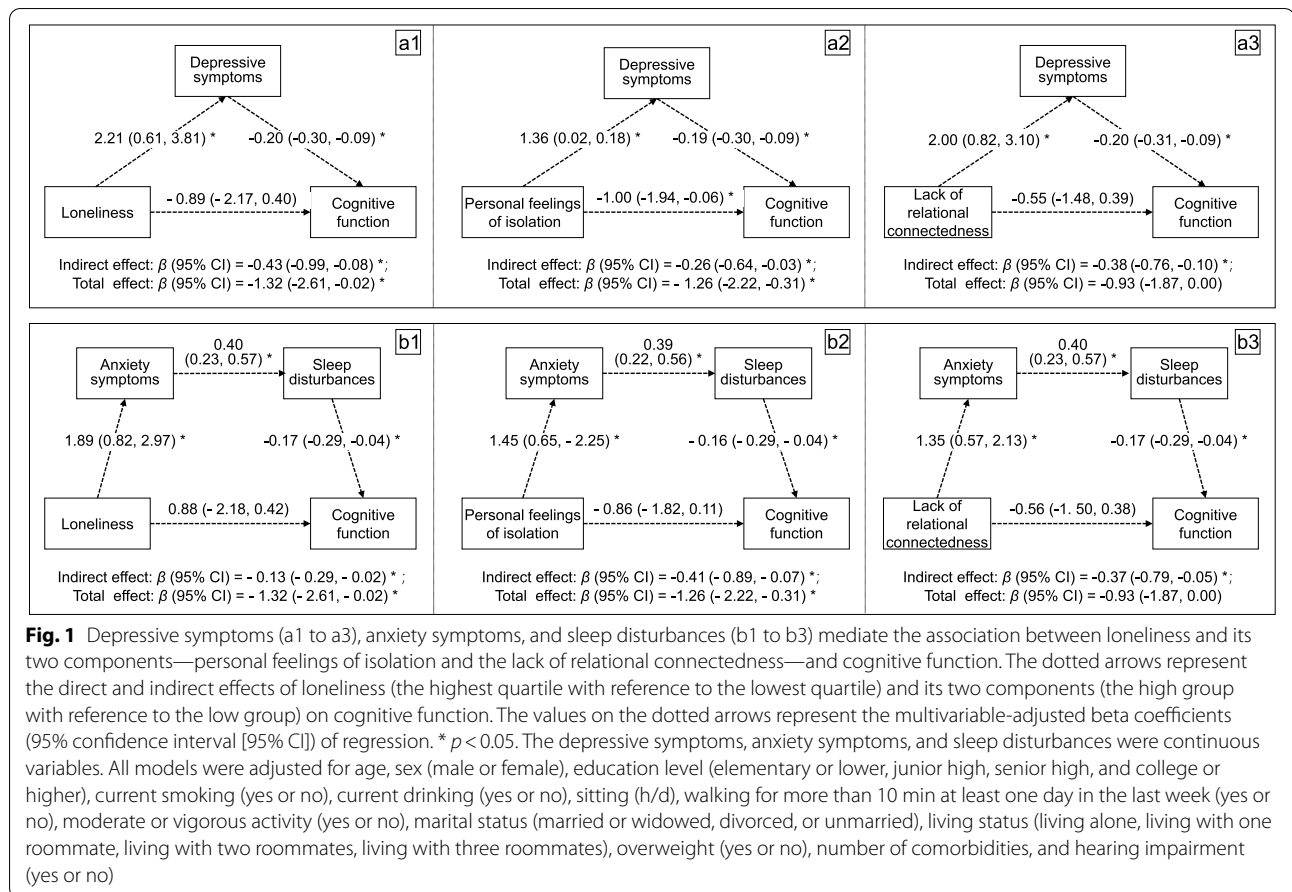 a1
Depressive
symptoms
2.21 (0.61, 3.81) *
-0.20 (-0.30, -0.09) *
Loneliness
- 0.89 (- 2.17, 0.40)
Cognitive
function
Indirect effect: β (95% CI) = -0.43 (-0.99, -0.08) *;
Total effect: β (95% CI) = -1.32 (-2.61, -0.02) *
a2
Depressive
symptoms
1.36 (0.02, 0.18) *
-0.19 (-0.30, -0.09) *
Personal feelings
of isolation
-1.00 (-1.94, -0.06) *
Cognitive
function
Indirect effect: β (95% CI) = -0.26 (-0.64, -0.03) *;
Total effect: β (95% CI) = - 1.26 (-2.22, -0.31) *
a3
Depressive
symptoms
2.00 (0.82, 3.10) *
-0.20 (-0.31, -0.09) *
Lack of
relational
connectedness
-0.55 (-1.48, 0.39)
Cognitive
function
Indirect effect: β (95% CI) = -0.38 (-0.76, -0.10) *;
Total effect: β (95% CI) = -0.93 (-1.87, 0.00)
b1
Anxiety
symptoms
0.40
(0.23, 0.57) *
Sleep
disturbances
1.89 (0.82, 2.97) *
-0.17 (-0.29, -0.04) *
Loneliness
0.88 (- 2.18, 0.42)
Cognitive
function
Indirect effect: β (95% CI) = - 0.13 (- 0.29, - 0.02) * ;
Total effect: β (95% CI) = - 1.32 (- 2.61, - 0.02) *
b2
Anxiety
symptoms
0.39
(0.22, 0.56) *
Sleep
disturbances
1.45 (0.65, - 2.25) *
- 0.16 (- 0.29, - 0.04) *
Personal feelings
of isolation
- 0.86 (- 1.82, 0.11)
Cognitive
function
Indirect effect: β (95% CI) = -0.41 (- 0.89, - 0.07) *;
Total effect: β (95% CI) = -1.26 (- 2.22, - 0.31) *
b3
Anxiety
symptoms
0.40
(0.23, 0.57) *
Sleep
disturbances
1.35 (0.57, 2.13) *
-0.17 (-0.29, -0.04) *
Lack of
relational
connectedness
-0.56 (-1. 50, 0.38)
Cognitive
function
Indirect effect: β (95% CI) = -0.37 (-0.79, -0.05) *;
Total effect: β (95% CI) = -0.93 (-1.87, 0.00)
Fig. 1 Depressive symptoms (a1 to a3), anxiety symptoms, and sleep disturbances (b1 to b3) mediate the association between loneliness and its
two components—personal feelings of isolation and the lack of relational connectedness—and cognitive function. The dotted arrows represent
the direct and indirect effects of loneliness (the highest quartile with reference to the lowest quartile) and its two components (the high group
with reference to the low group) on cognitive function. The values on the dotted arrows represent the multivariable-adjusted beta coefficients
(95% confidence interval [95% CI]) of regression. * p < 0.05. The depressive symptoms, anxiety symptoms, and sleep disturbances were continuous
variables. All models were adjusted for age, sex (male or female), education level (elementary or lower, junior high, senior high, and college or
higher), current smoking (yes or no), current drinking (yes or no), sitting (h/d), walking for more than 10 min at least one day in the last week (yes or
no), moderate or vigorous activity (yes or no), marital status (married or widowed, divorced, or unmarried), living status (living alone, living with one
roommate, living with two roommates, living with three roommates), overweight (yes or no), number of comorbidities, and hearing impairment
(yes or no)